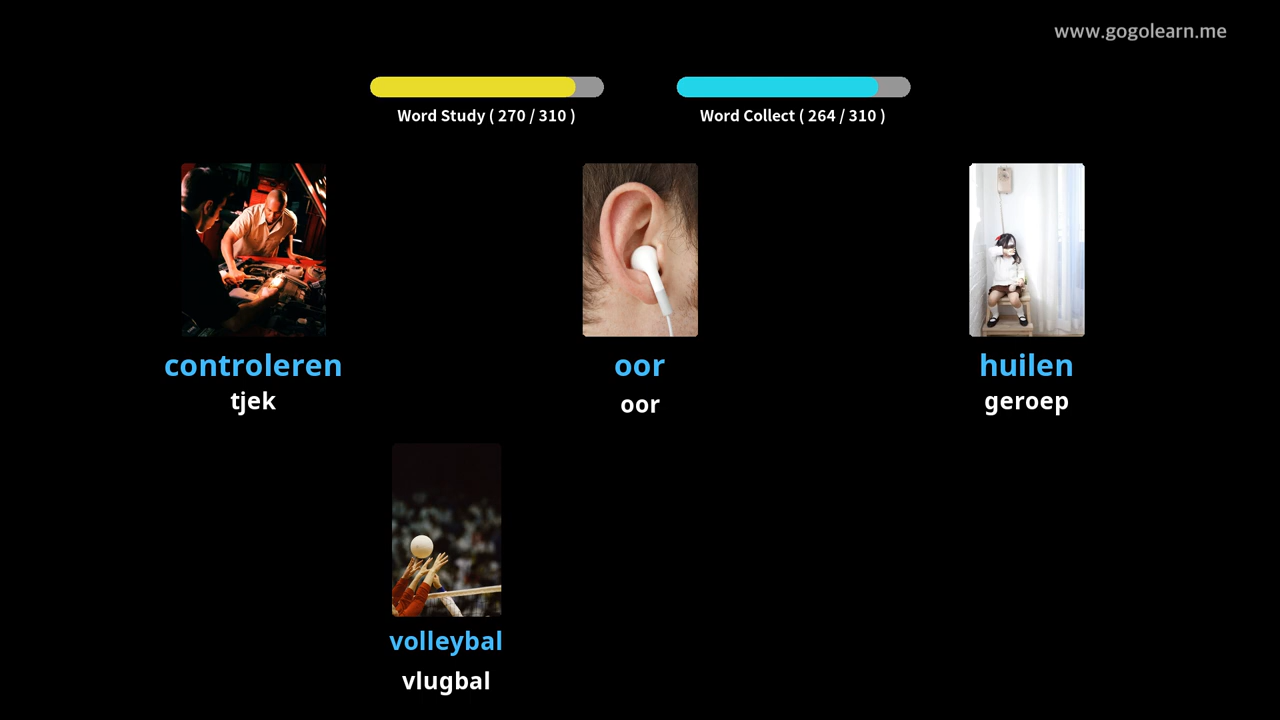 www.gogolearn.me
Word Study ( 270 / 310 )
Word Collect ( 264 / 310 )
controleren
tjek
oor
oor
huilen
geroep
volleybal
vlugbal